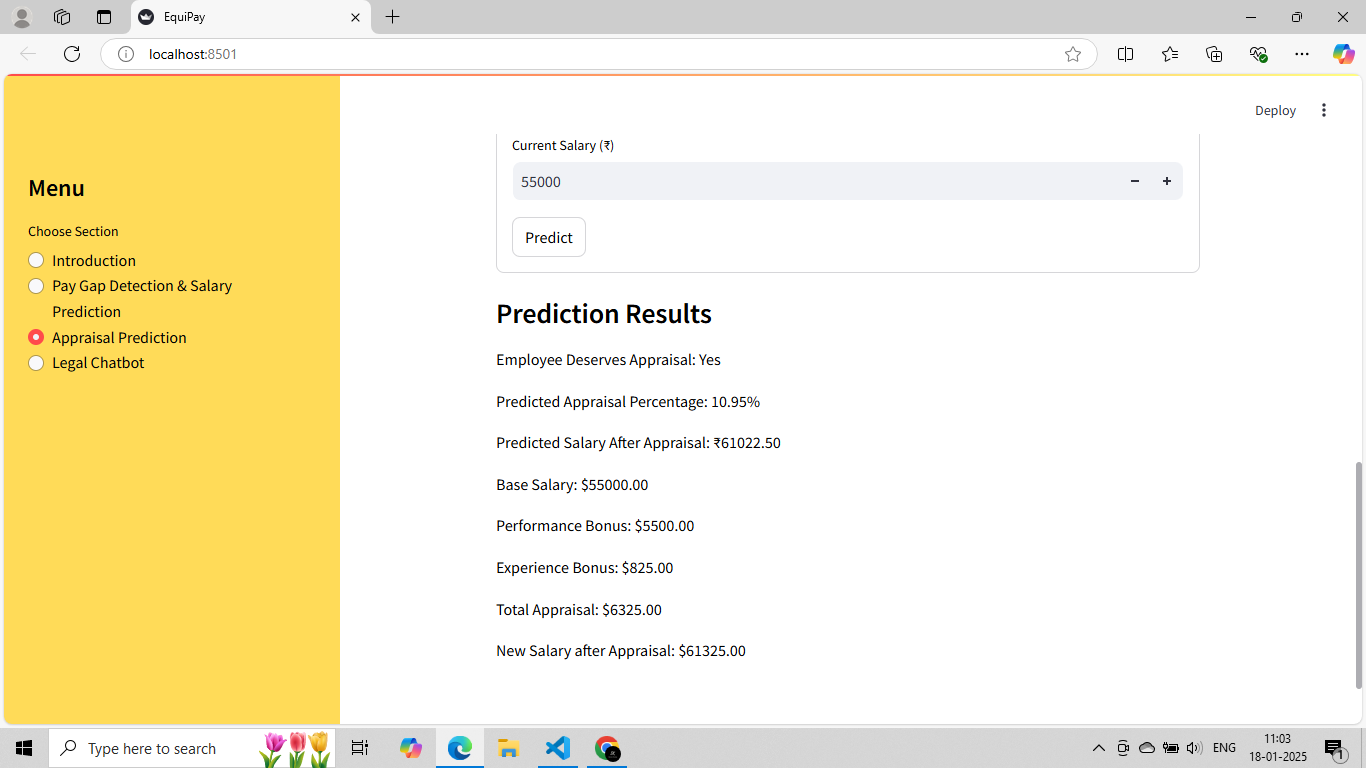 EquiPay
localhost:8501
Deploy
Menu
Choose Section
Introduction
Pay Gap Detection & Salary
Prediction
Appraisal Prediction
Legal Chatbot
Current Salary (₹)
55000
Predict
Prediction Results
Employee Deserves Appraisal: Yes
Predicted Appraisal Percentage: 10.95%
Predicted Salary After Appraisal: ₹61022.50
Base Salary: $55000.00
Performance Bonus: $5500.00
Experience Bonus: $825.00
Total Appraisal: $6325.00
New Salary after Appraisal: $61325.00
Type here to search
ENG
11:03
18-01-2025
1